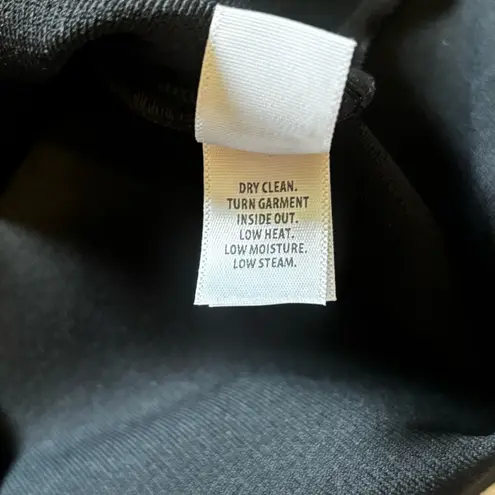 DRY CLEAN.
TURN GARMENT
INSIDE OUT.
LOW HEAT.
LOW MOISTURE.
LOW STEAM.